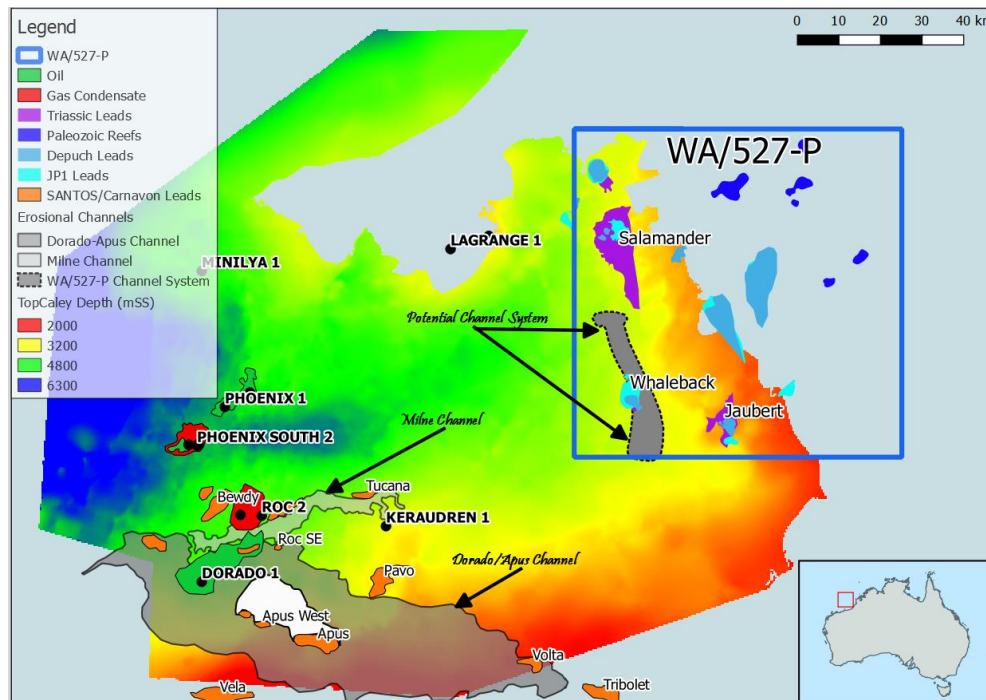 Legend
WA/527-P
Oil
Gas Condensate
Triassic Leads
Paleozoic Reefs
Depuch Leads
JP1 Leads
SANTOS/Carnavon Leads
Erosional Channels
Dorado-Apus Channel
Milne Channel
WA/527-P Channel System
TopCaley Depth (mSS)
2000
3200
4800
6300
0 10 20 30 40 km
WA/527-P
Salamander
LAGRANGE 1
MINILYA 1
Potential Channel System
Whaleback
Jaubert
PHOENIX 1
Milne Channel
PHOENIX SOUTH 2
Tucana
Bewdy
ROC 2
KERAUDREN 1
Roc SE
Dorado/Apus Channel
DORADO 1
Pavo
Apus West
Apus
Volta
Vela
Tribolet